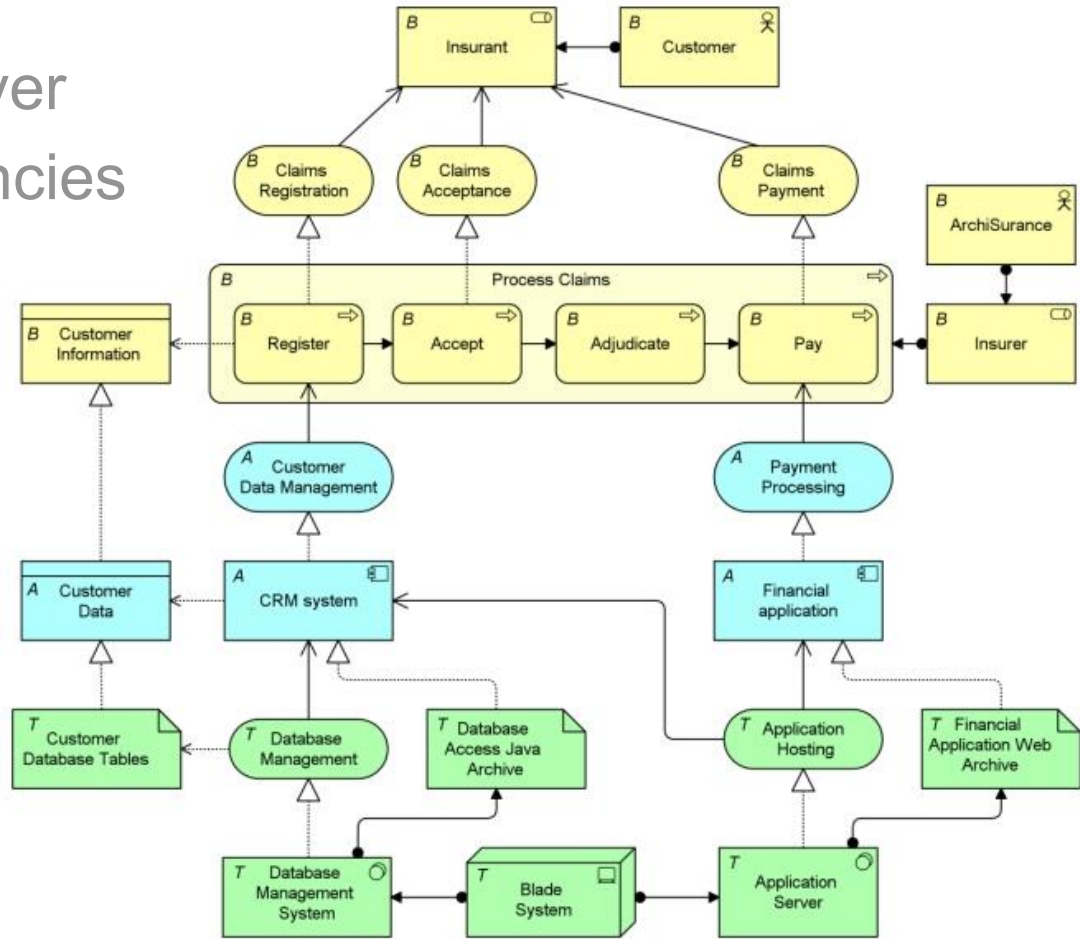 B
Insurant
B
Customer
yer
ncies
B
Claims
Registration
B
Claims
Acceptance
B
Claims
Payment
B
ArchiSurance
B
Process Claims
B
Customer
Information
B
Register
B
Accept
B
Adjudicate
B
Pay
B
Insurer
A
Customer
Data Management
A
Payment
Processing
A
Customer
Data
A
CRM system
A
Financial
application
T
Customer
Database Tables
T
Database
Management
T Database
Access Java
Archive
T
Application
Hosting
T Financial
Application Web
Archive
T Database
Management
System
T
Blade
System
T
Application
Server